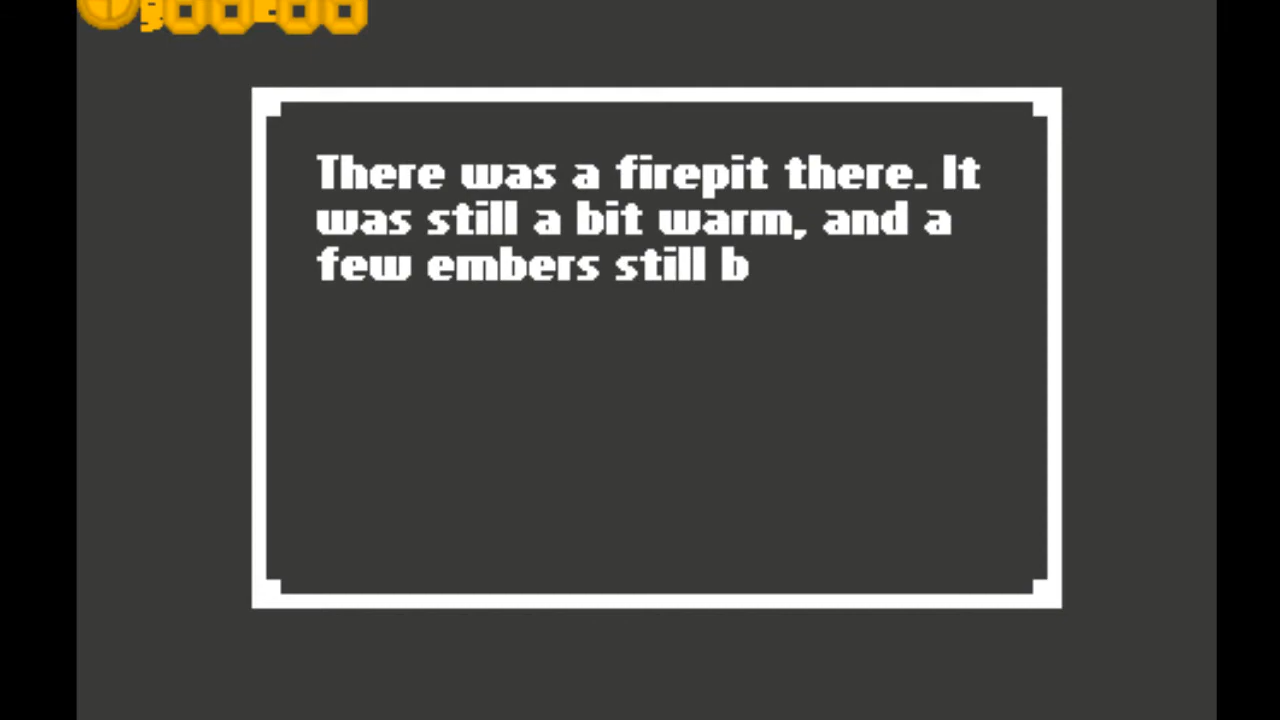 There was a firepit there. It
was still a bit warm, and a
few embers still b